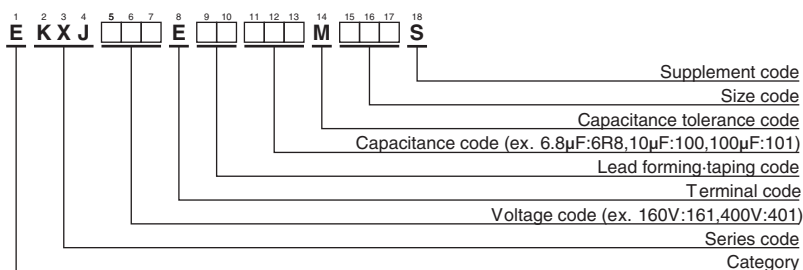 1 2 3 4 5 6 7 8 9 10 11 12 13 14 15 16 17 18
E KXJ E M S
Supplement code
Size code
Capacitance tolerance code
Capacitance code (ex. 6.8µF:6R8,10µF:100,100µF:101)
Lead forming·taping code
Terminal code
Voltage code (ex. 160V:161,400V:401)
Series code
Category